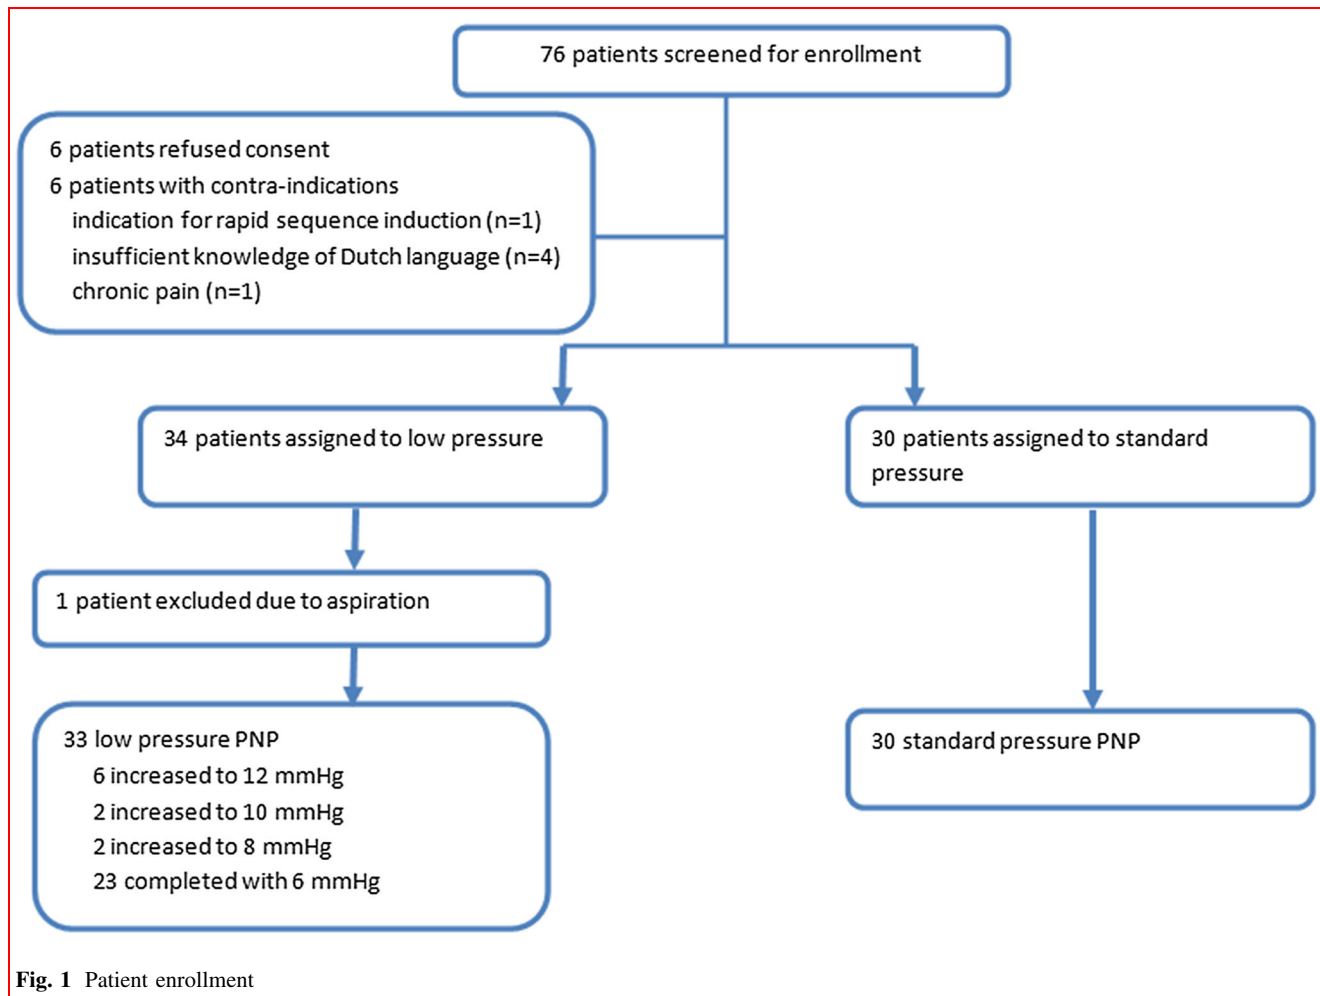 76 patients screened for enrollment
6 patients refused consent
6 patients with contra-indications
indication for rapid sequence induction (n=1)
insufficient knowledge of Dutch language (n=4)
chronic pain (n=1)
34 patients assigned to low pressure
30 patients assigned to standard
pressure
1 patient excluded due to aspiration
33 low pressure PNP
6 increased to 12 mmHg
2 increased to 10 mmHg
2 increased to 8 mmHg
23 completed with 6 mmHg
30 standard pressure PNP
Fig. 1 Patient enrollment